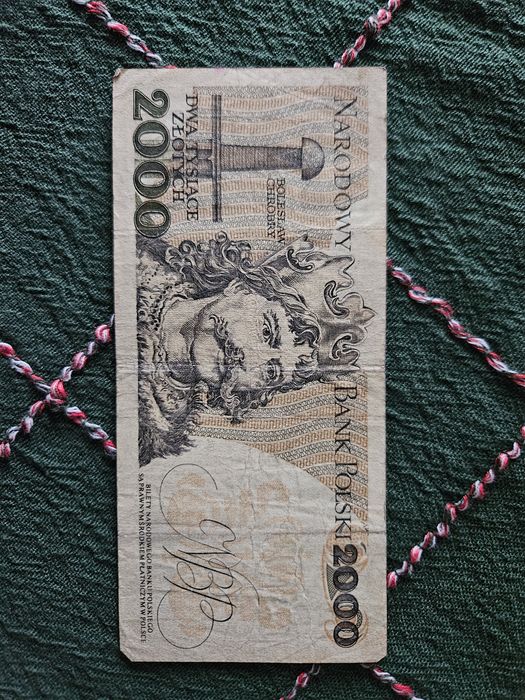 NARODOWY BANK POLSKI 2000
BOLESŁAW
CHROBRY
DWA TYSIĄCE
ZŁOTYCH
2000
NBP
BILETY NARODOWEGO BANKU POLSKIEGO
SĄ PRAWNYM ŚRODKIEM PŁATNICZYM W POLSCE